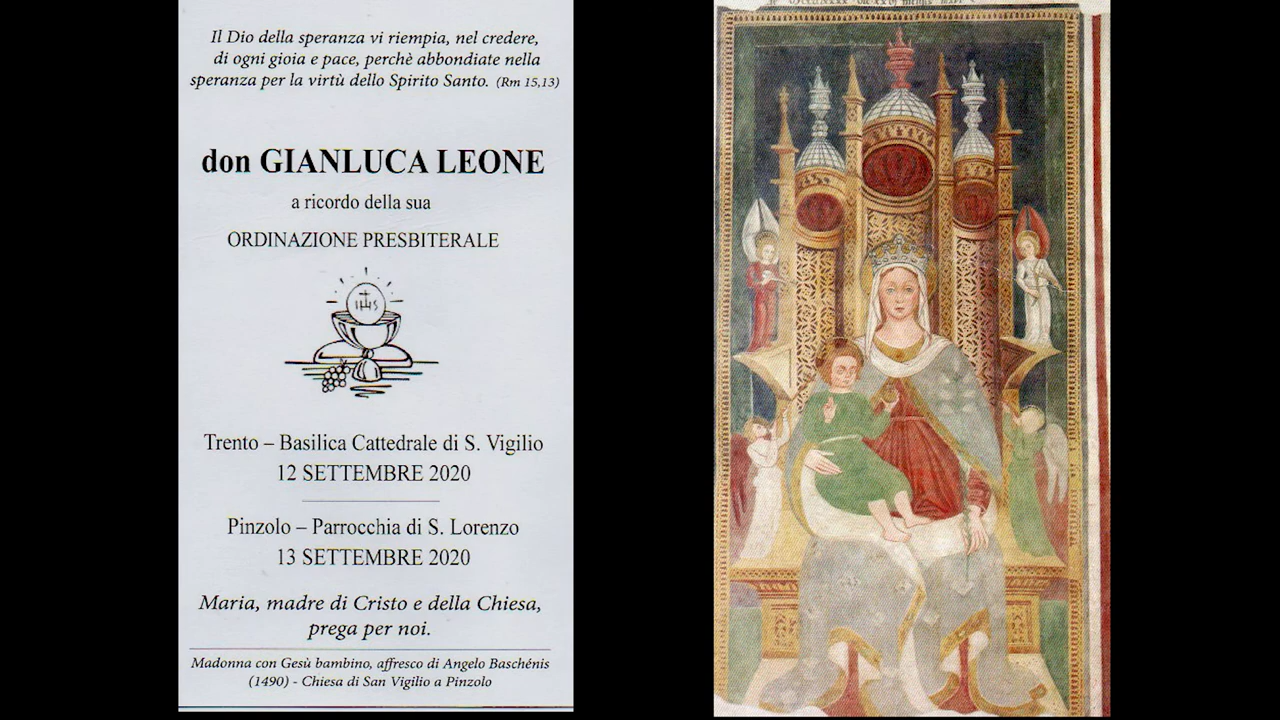 Il Dio della speranza vi riempia, nel credere,
di ogni gioia e pace, perchè abbondiate nella
speranza per la virtù dello Spirito Santo. (Rm 15,13)
don GIANLUCA LEONE
a ricordo della sua
ORDINAZIONE PRESBITERALE
IHS
Trento – Basilica Cattedrale di S. Vigilio
12 SETTEMBRE 2020
Pinzolo – Parrocchia di S. Lorenzo
13 SETTEMBRE 2020
Maria, madre di Cristo e della Chiesa,
prega per noi.
Madonna con Gesù bambino, affresco di Angelo Baschénis
(1490) - Chiesa di San Vigilio a Pinzolo